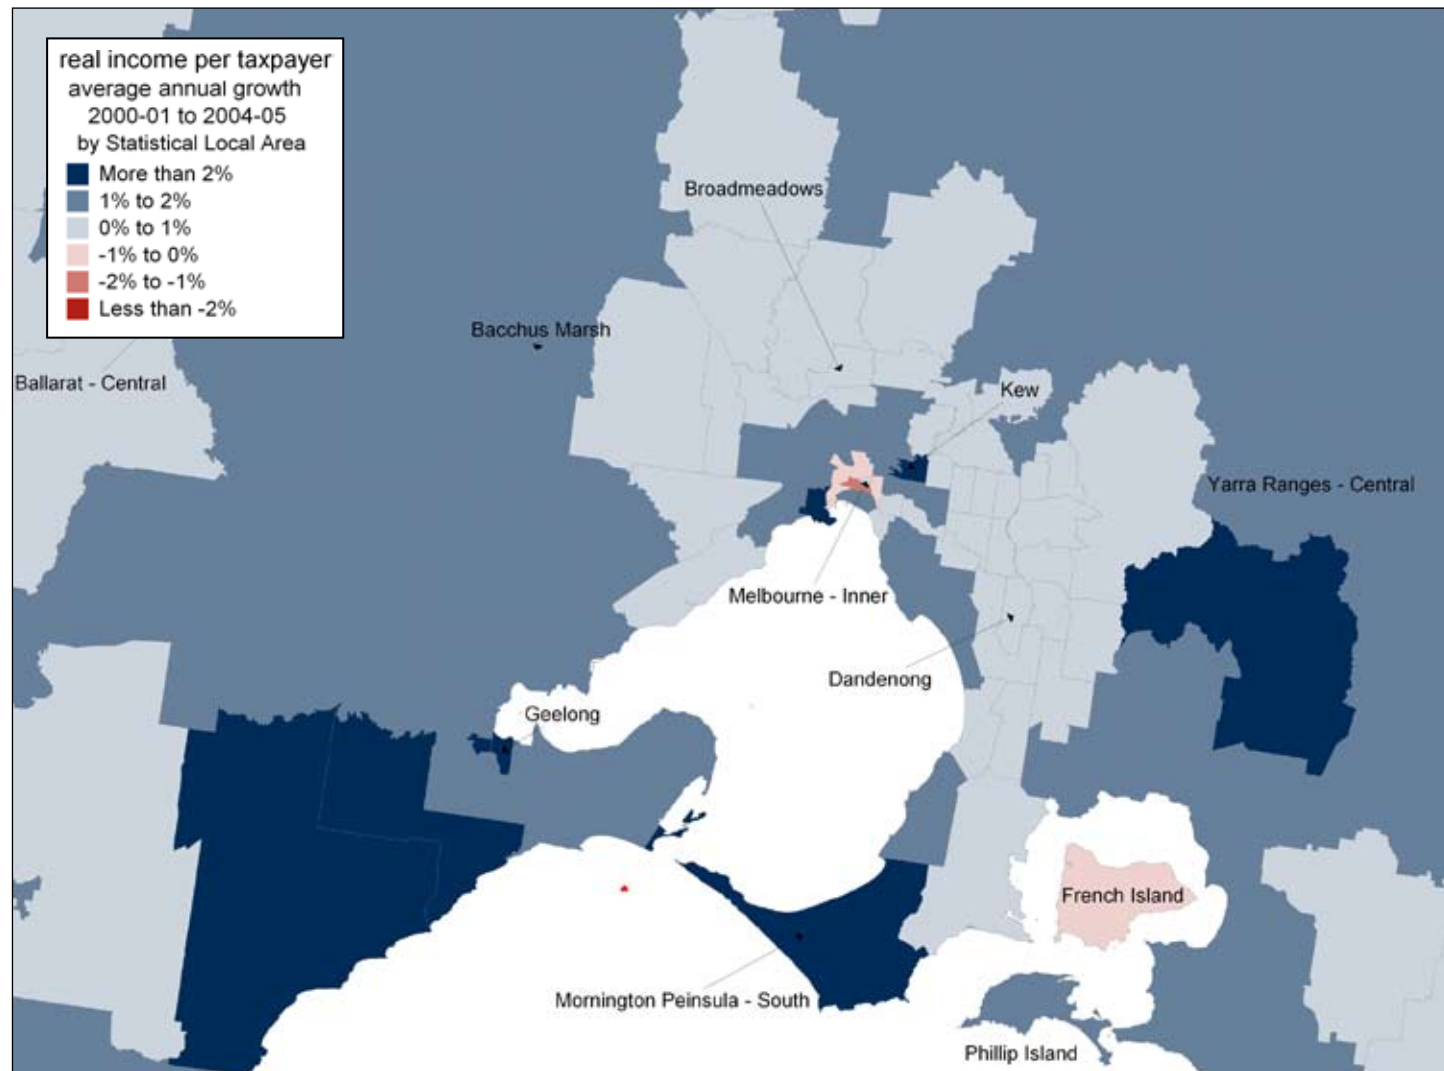 real income per taxpayer
average annual growth
2000-01 to 2004-05
by Statistical Local Area
More than 2%
1% to 2%
0% to 1%
-1% to 0%
-2% to -1%
Less than -2%
Broadmeadows
Bacchus Marsh
Ballarat - Central
Kew
Yarra Ranges - Central
Melbourne - Inner
Dandenong
Geelong
French Island
Mornington Peinsula - South
Phillip Island